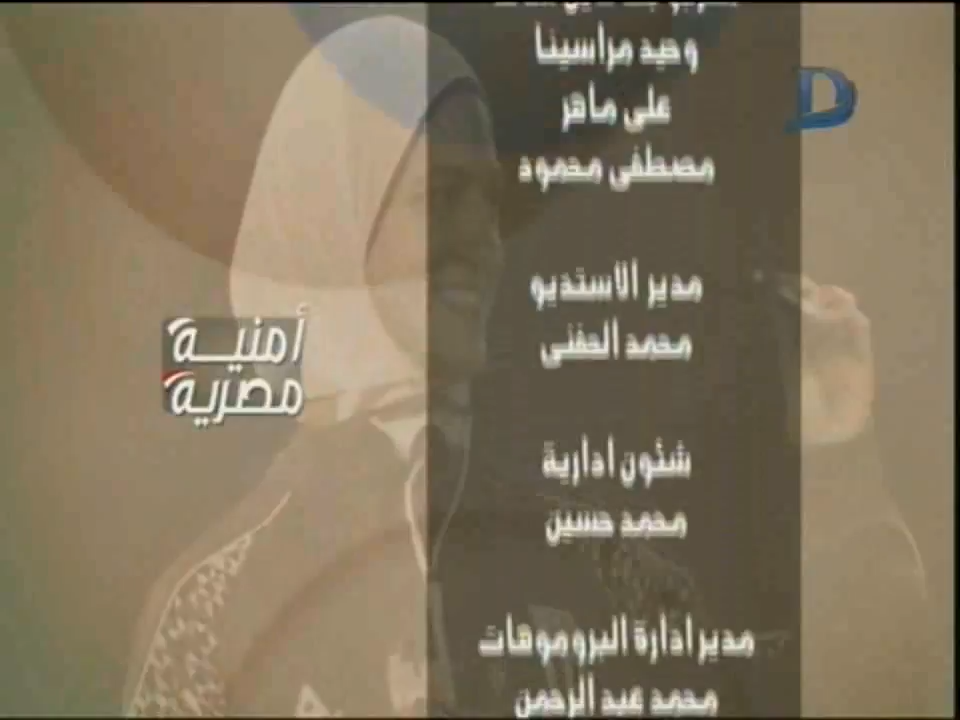 وحيد مراسينا
على ماهر
مصطفى محمود
مدير الاستديو
محمد الحفنى
شئون ادارية
محمد حسين
مدير ادارة البروموهات
محمد عبد الرحمن
أمنية
مصرية
D